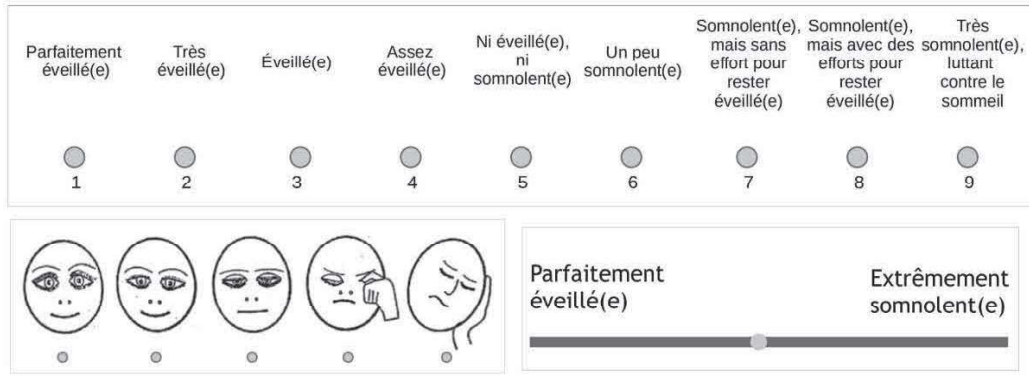 Parfaitement
éveillé(e)
Très
éveillé(e)
Éveillé(e)
Assez
éveillé(e)
Ni éveillé(e),
ni
somnolent(e)
Un peu
somnolent(e)
Somnolent(e),
mais sans
effort pour
rester
éveillé(e)
Somnolent(e),
mais avec des
efforts pour
rester
éveillé(e)
Très
somnolent(e),
luttant
contre le
sommeil
1 2 3 4 5 6 7 8 9
Parfaitement
éveillé(e)
Extrêmement
somnolent(e)